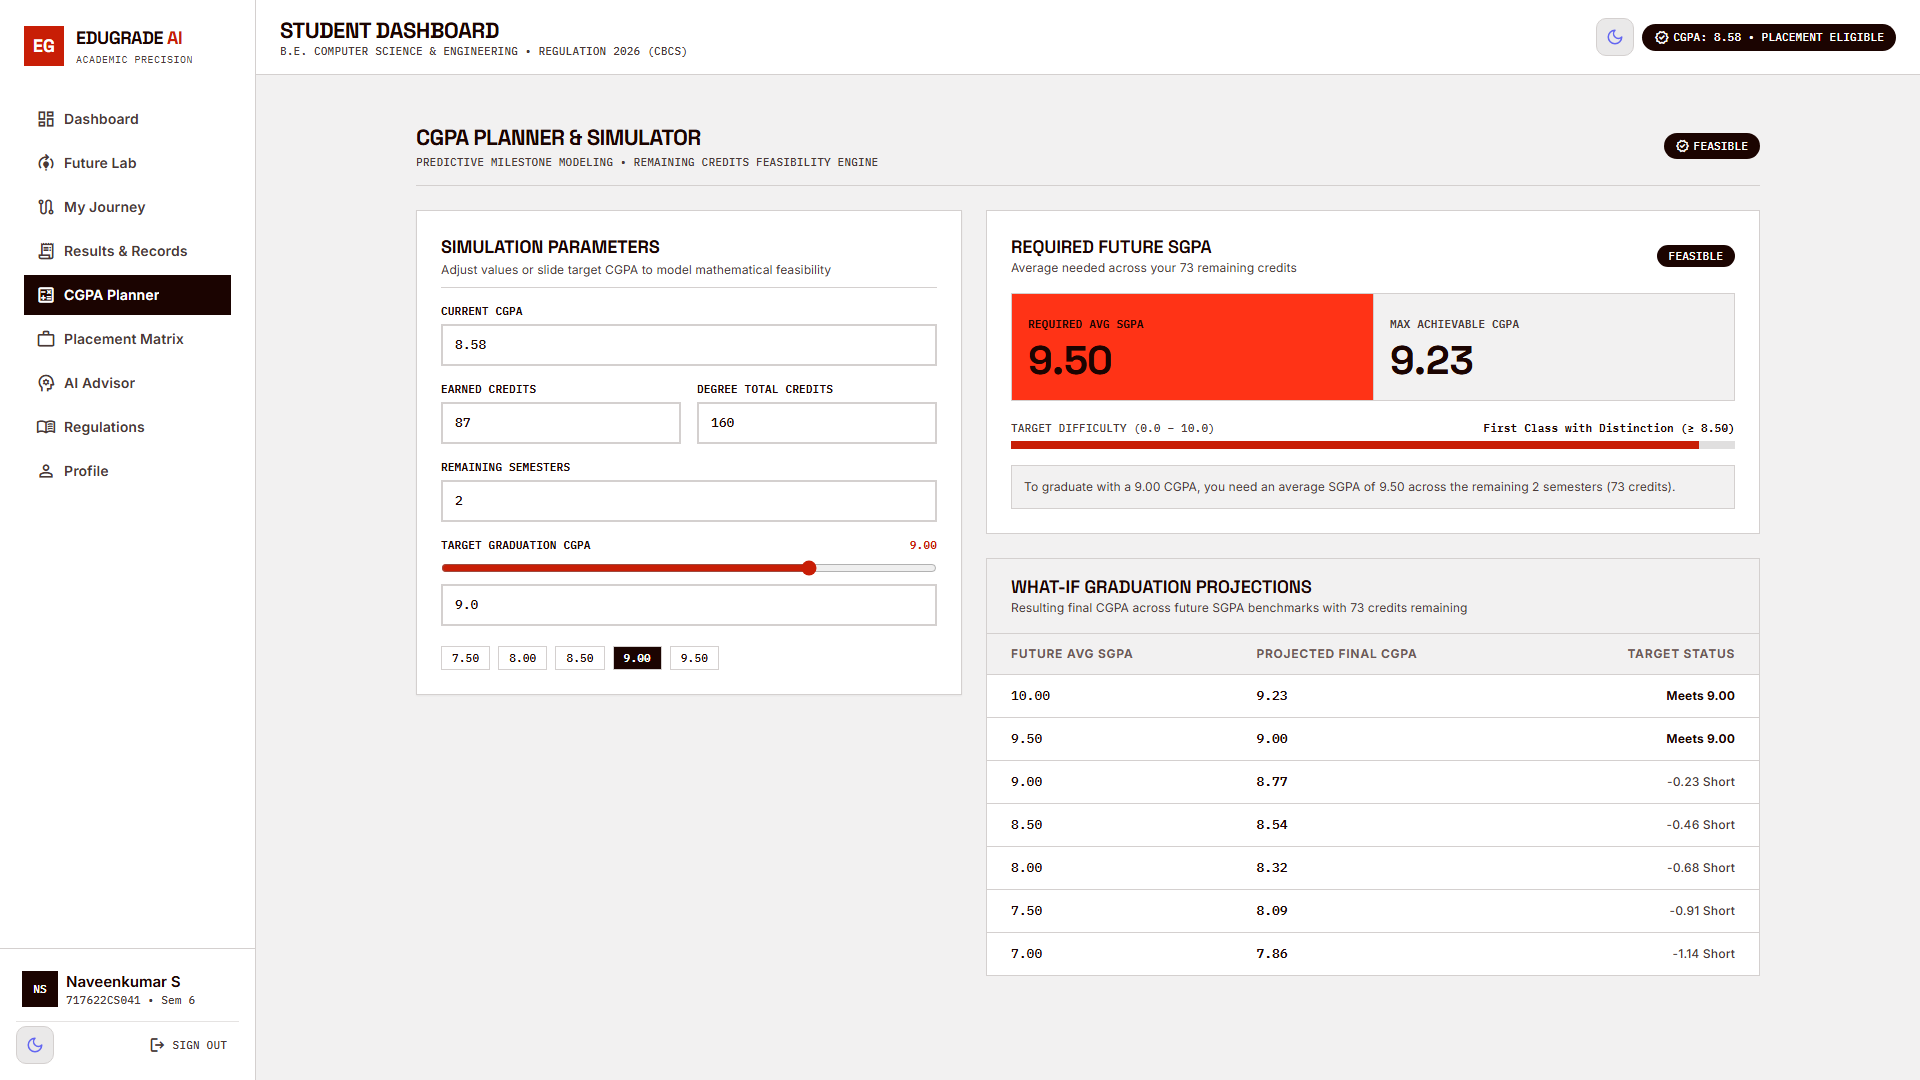 EG
EDUGRADE AI
ACADEMIC PRECISION
Dashboard
Future Lab
My Journey
Results & Records
CGPA Planner
Placement Matrix
AI Advisor
Regulations
Profile
NS
Naveenkumar S
717622CS041 • Sem 6
SIGN OUT
STUDENT DASHBOARD
B.E. COMPUTER SCIENCE & ENGINEERING • REGULATION 2026 (CBCS)
CGPA: 8.58 • PLACEMENT ELIGIBLE
CGPA PLANNER & SIMULATOR
PREDICTIVE MILESTONE MODELING • REMAINING CREDITS FEASIBILITY ENGINE
FEASIBLE
SIMULATION PARAMETERS
Adjust values or slide target CGPA to model mathematical feasibility
CURRENT CGPA
8.58
EARNED CREDITS DEGREE TOTAL CREDITS
87 160
REMAINING SEMESTERS
2
TARGET GRADUATION CGPA 9.00
9.0
7.50 8.00 8.50 9.00 9.50
REQUIRED FUTURE SGPA
Average needed across your 73 remaining credits
FEASIBLE
REQUIRED AVG SGPA MAX ACHIEVABLE CGPA
9.50 9.23
TARGET DIFFICULTY (0.0 – 10.0) First Class with Distinction (≥ 8.50)
To graduate with a 9.00 CGPA, you need an average SGPA of 9.50 across the remaining 2 semesters (73 credits).
WHAT-IF GRADUATION PROJECTIONS
Resulting final CGPA across future SGPA benchmarks with 73 credits remaining
FUTURE AVG SGPA PROJECTED FINAL CGPA TARGET STATUS
10.00 9.23 Meets 9.00
9.50 9.00 Meets 9.00
9.00 8.77 -0.23 Short
8.50 8.54 -0.46 Short
8.00 8.32 -0.68 Short
7.50 8.09 -0.91 Short
7.00 7.86 -1.14 Short